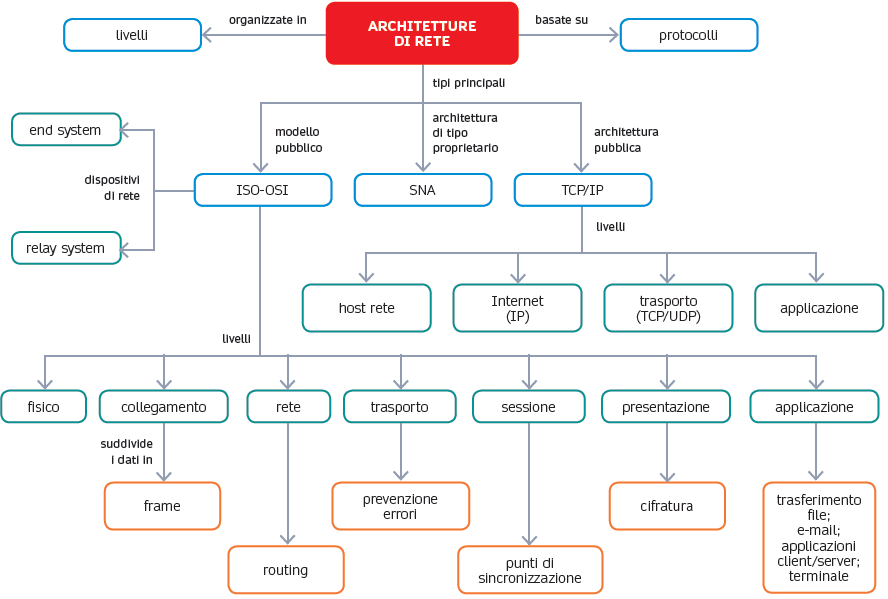 organizzate in
ARCHITETTURE
DI RETE
basate su
livelli
protocolli
tipi principali
modello
pubblico
architettura
di tipo
proprietario
architettura
pubblica
end system
dispositivi
di rete
relay system
ISO-OSI
SNA
TCP/IP
livelli
host rete
Internet
(IP)
trasporto
(TCP/UDP)
applicazione
livelli
fisico
collegamento
rete
trasporto
sessione
presentazione
applicazione
suddivide
i dati in
frame
routing
prevenzione
errori
punti di
sincronizzazione
cifratura
trasferimento
file;
e-mail;
applicazioni
client/server;
terminale